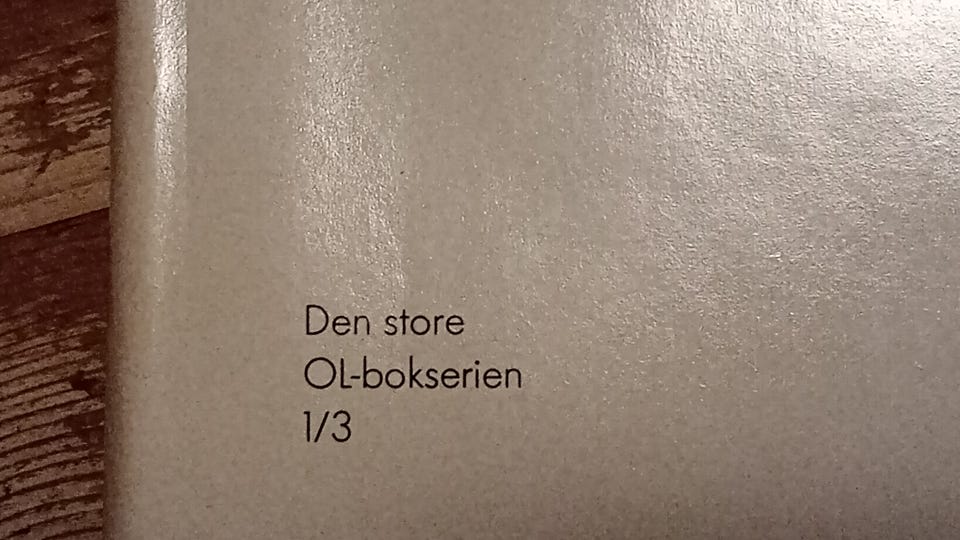 Den store
OL-bokserien
1/3